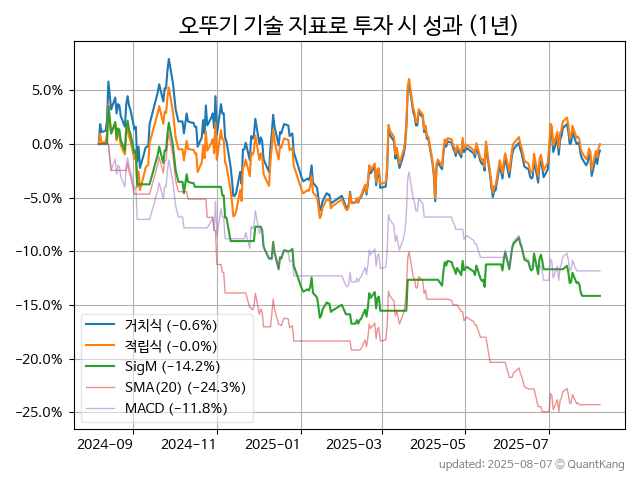 오뚜기 기술 지표로 투자 시 성과 (1년)
5.0%
0.0%
−5.0%
−10.0%
−15.0%
−20.0%
−25.0%
거치식 (−0.6%)
적립식 (−0.0%)
SigM (−14.2%)
SMA(20) (−24.3%)
MACD (−11.8%)
2024-09 2024-11 2025-01 2025-03 2025-05 2025-07
updated: 2025-08-07 © QuantKang